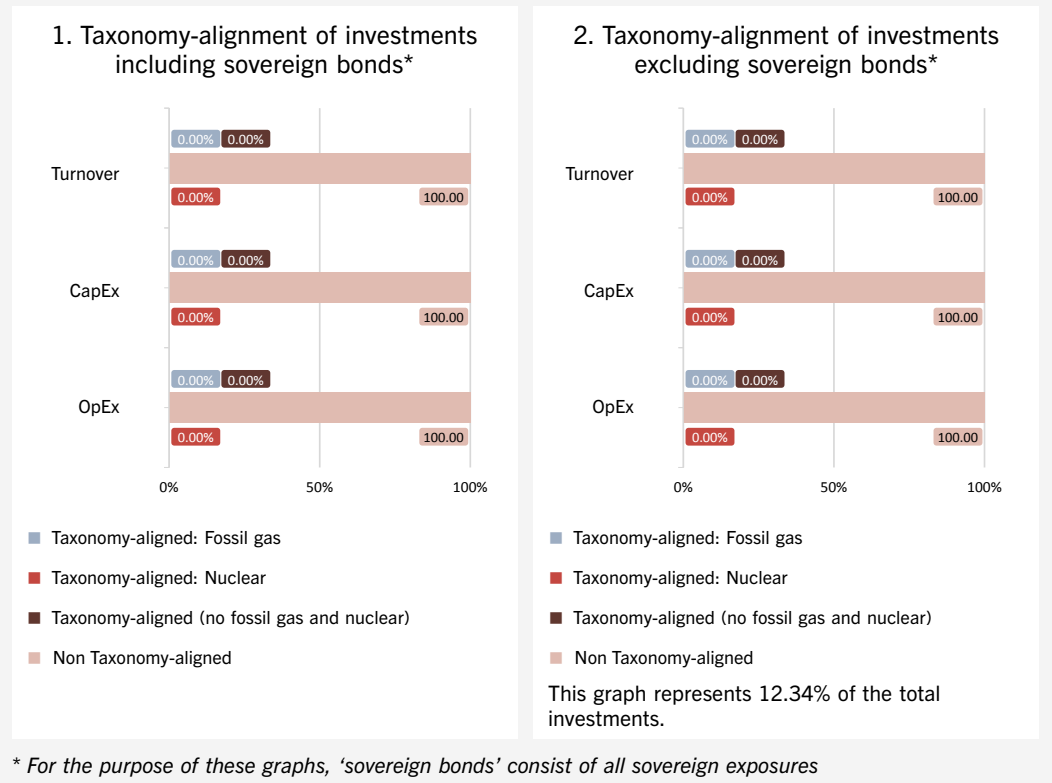 1. Taxonomy-alignment of investments
including sovereign bonds*
0.00% 0.00%
Turnover
0.00% 100.00
0.00% 0.00%
CapEx
0.00% 100.00
0.00% 0.00%
OpEx
0.00% 100.00
0% 50% 100%
Taxonomy-aligned: Fossil gas
Taxonomy-aligned: Nuclear
Taxonomy-aligned (no fossil gas and nuclear)
Non Taxonomy-aligned
2. Taxonomy-alignment of investments
excluding sovereign bonds*
0.00% 0.00%
Turnover
0.00% 100.00
0.00% 0.00%
CapEx
0.00% 100.00
0.00% 0.00%
OpEx
0.00% 100.00
0% 50% 100%
Taxonomy-aligned: Fossil gas
Taxonomy-aligned: Nuclear
Taxonomy-aligned (no fossil gas and nuclear)
Non Taxonomy-aligned
This graph represents 12.34% of the total
investments.
* For the purpose of these graphs, ‘sovereign bonds’ consist of all sovereign exposures